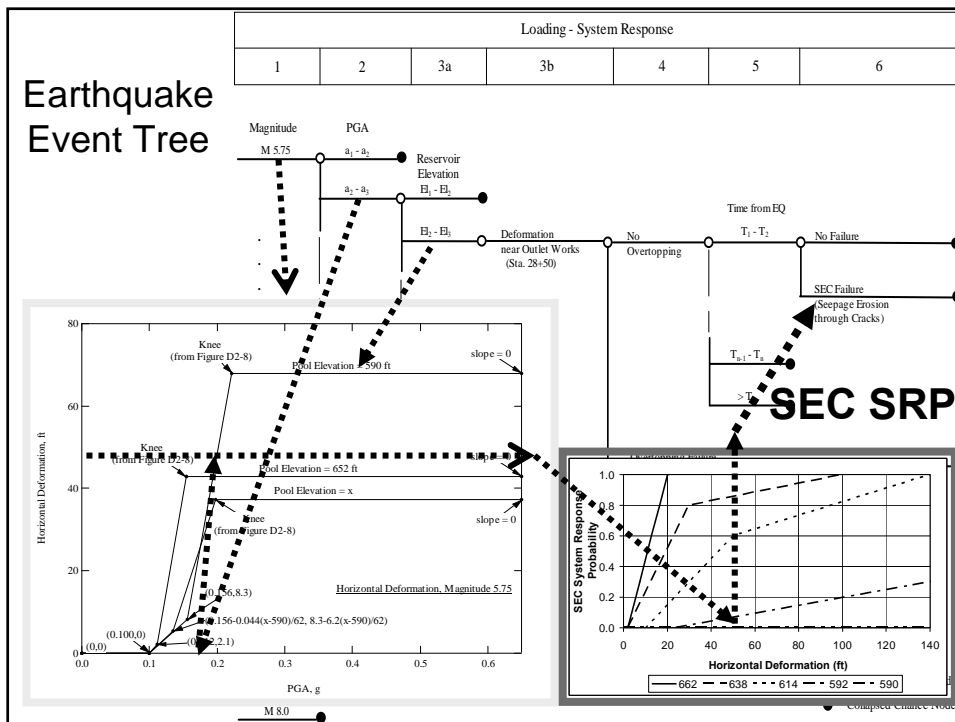 Loading - System Response
1 2 3a 3b 4 5 6
Earthquake
Event Tree
Magnitude
PGA
M 5.75
a1 - a2
Reservoir
Elevation
a2 - a3
El1 - El2
El2 - El3
Deformation
near Outlet Works
(Sta. 28+50)
No
Overtopping
Time from EQ
T1 - T2
No Failure
SEC Failure
(Seepage Erosion
through Cracks)
Tn-1 - Tn
> T
SEC SRP
80
60
40
20
0
Horizontal Deformation, ft
Knee
(from Figure D2-8)
Pool Elevation = 590 ft
slope = 0
Knee
(from Figure D2-8)
Pool Elevation = 652 ft
slope = 0
Pool Elevation = x
Knee
(from Figure D2-8)
slope = 0
(0.156,8.3)
Horizontal Deformation, Magnitude 5.75
(0.156-0.044(x-590)/62, 8.3-6.2(x-590)/62)
(0.100,0)
(0,0)
0.0 0.1 0.2 0.3 0.4 0.5 0.6
PGA, g
M 8.0
SEC System Response
Probability
1.0
0.8
0.6
0.4
0.2
0.0
0 20 40 60 80 100 120 140
Horizontal Deformation (ft)
662 638 614 592 590
Collapsed Chance Node